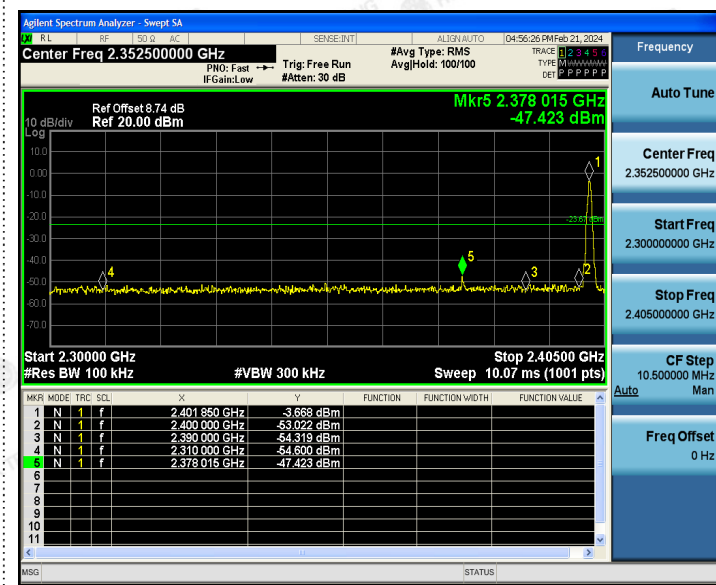 Agilent Spectrum Analyzer - Swept SA
LXI RL RF 50 Ω AC SENSE:INT ALIGN AUTO 04:56:26 PM Feb 21, 2024
Center Freq 2.352500000 GHz #Avg Type: RMS TRACE 1 2 3 4 5 6
PNO: Fast Trig: Free Run Avg|Hold: 100/100 TYPE M
IFGain:Low #Atten: 30 dB DET P P P P P P
Frequency
Auto Tune
Center Freq
2.352500000 GHz
Start Freq
2.300000000 GHz
Stop Freq
2.405000000 GHz
CF Step
10.500000 MHz
Auto Man
Freq Offset
0 Hz
Mkr5 2.378 015 GHz
Ref Offset 8.74 dB
10 dB/div Ref 20.00 dBm -47.423 dBm
Log
10.0
0.00
-10.0
-20.0
-30.0
-40.0
-50.0
-60.0
-70.0
1
-23.67 dBm
5
4
3
2
Start 2.30000 GHz Stop 2.40500 GHz
#Res BW 100 kHz #VBW 300 kHz Sweep 10.07 ms (1001 pts)
MKR MODE TRC SCL X Y FUNCTION FUNCTION WIDTH FUNCTION VALUE
1 N 1 f 2.401 850 GHz -3.668 dBm
2 N 1 f 2.400 000 GHz -53.022 dBm
3 N 1 f 2.390 000 GHz -54.319 dBm
4 N 1 f 2.310 000 GHz -54.600 dBm
5 N 1 f 2.378 015 GHz -47.423 dBm
6
7
8
9
10
11
MSG STATUS